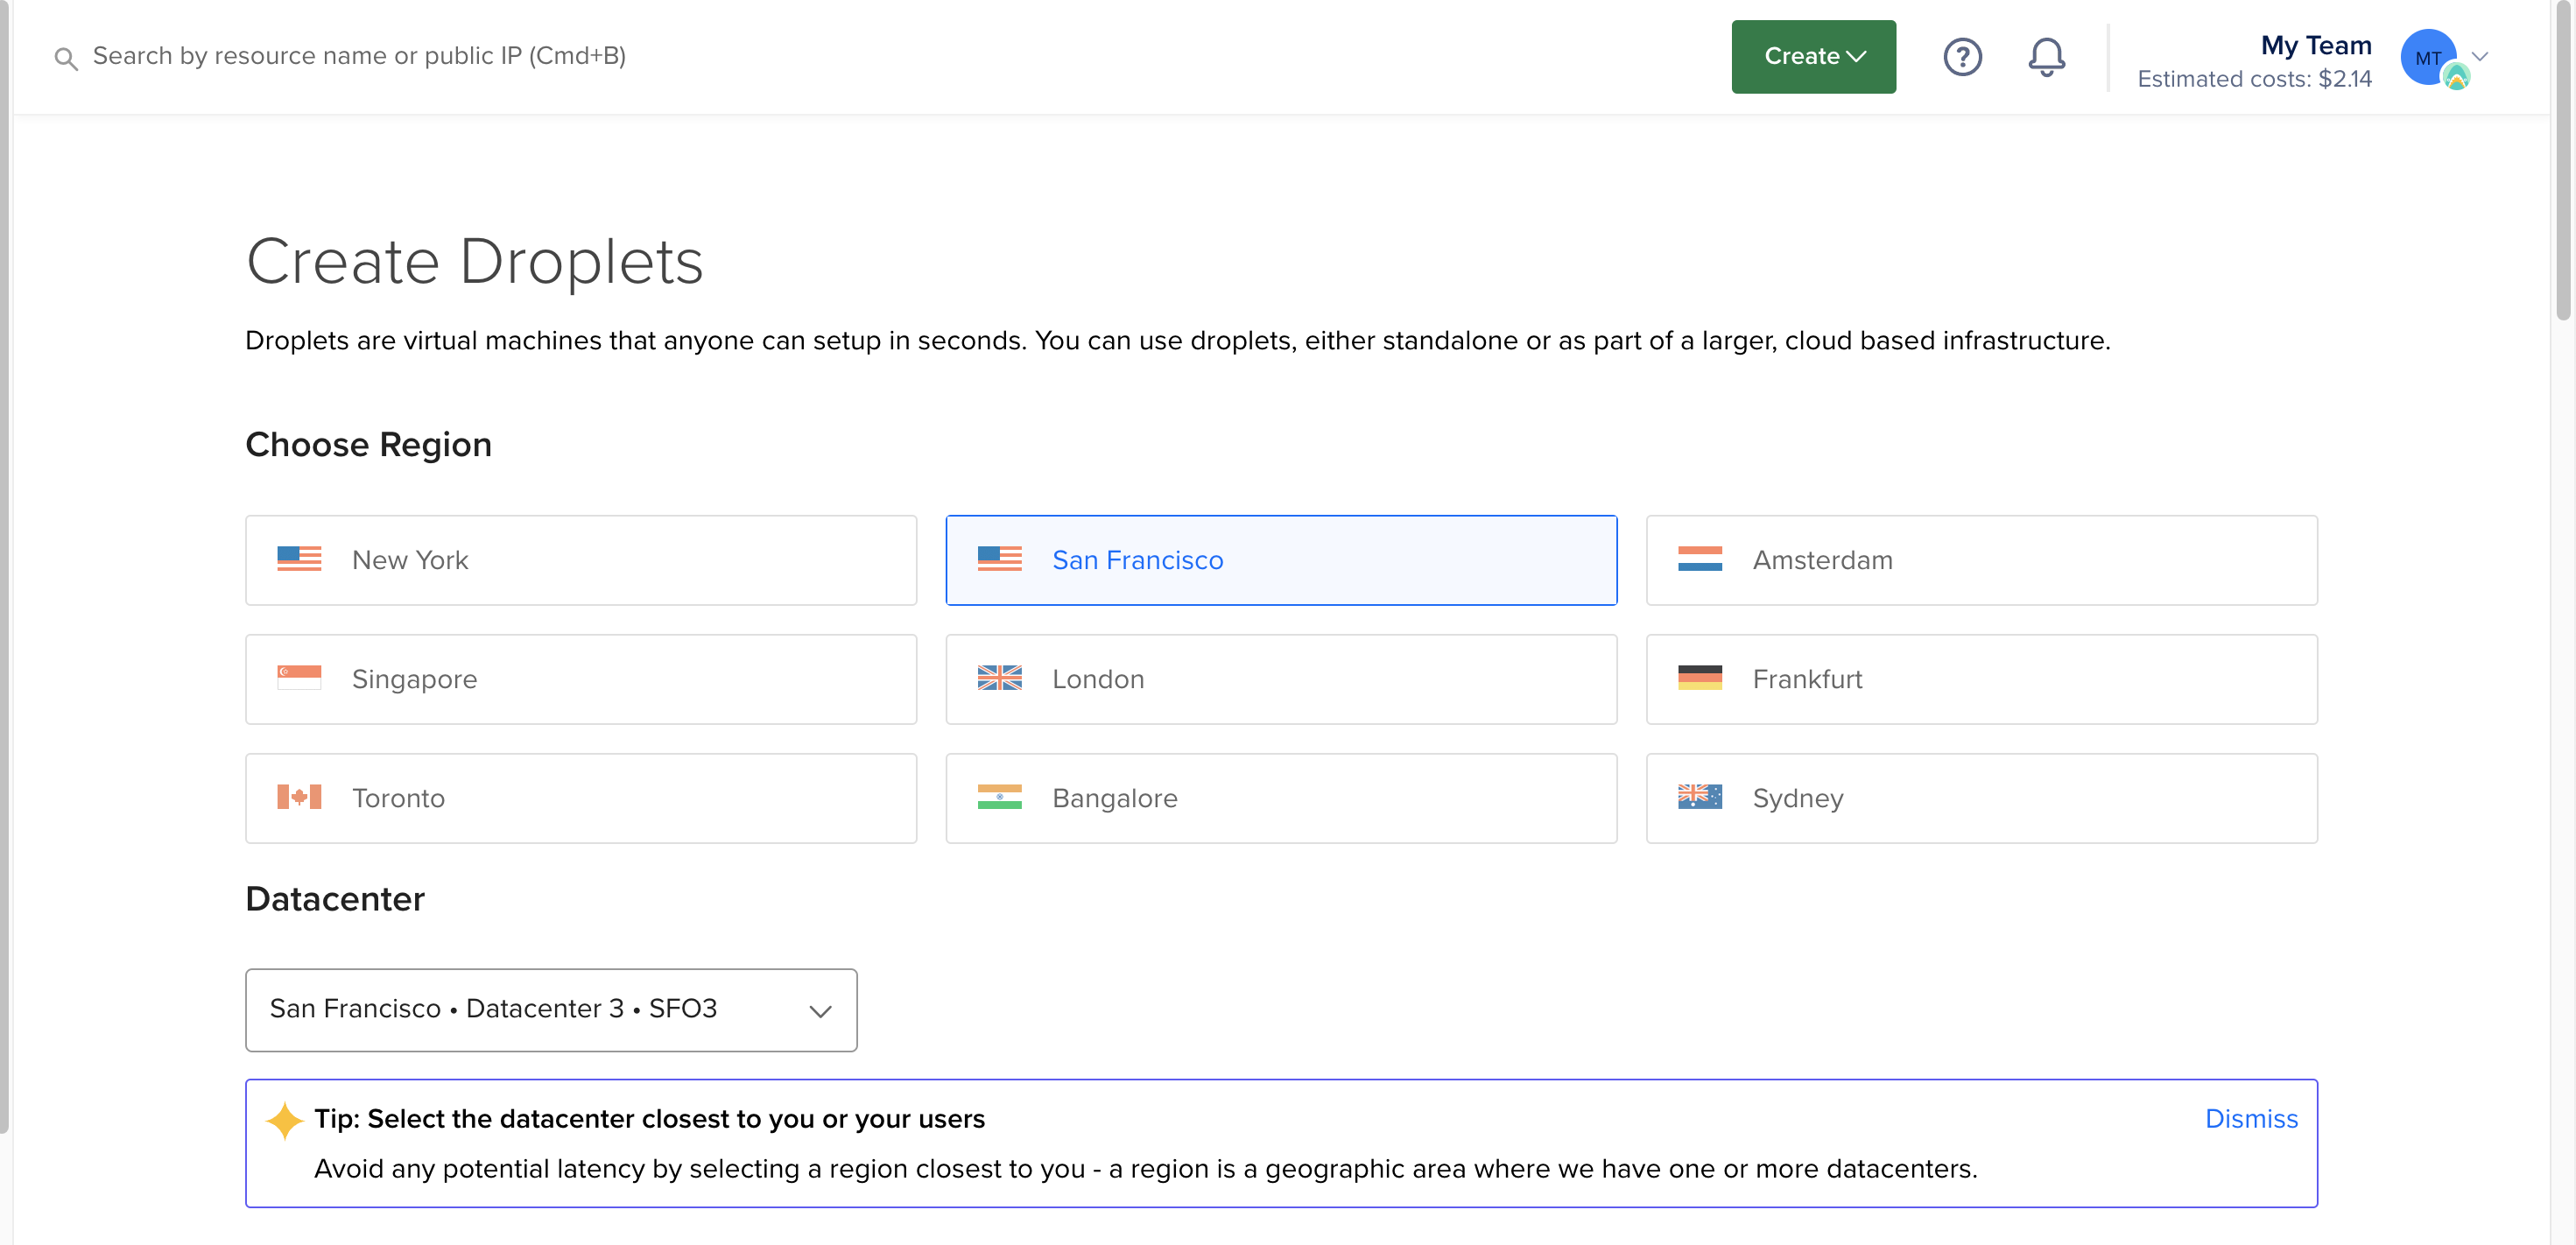 Search by resource name or public IP (Cmd+B)
Create
My Team
Estimated costs: $2.14
MT
Create Droplets
Droplets are virtual machines that anyone can setup in seconds. You can use droplets, either standalone or as part of a larger, cloud based infrastructure.
Choose Region
New York
San Francisco
Amsterdam
Singapore
London
Frankfurt
Toronto
Bangalore
Sydney
Datacenter
San Francisco • Datacenter 3 • SFO3
Tip: Select the datacenter closest to you or your users
Dismiss
Avoid any potential latency by selecting a region closest to you - a region is a geographic area where we have one or more datacenters.